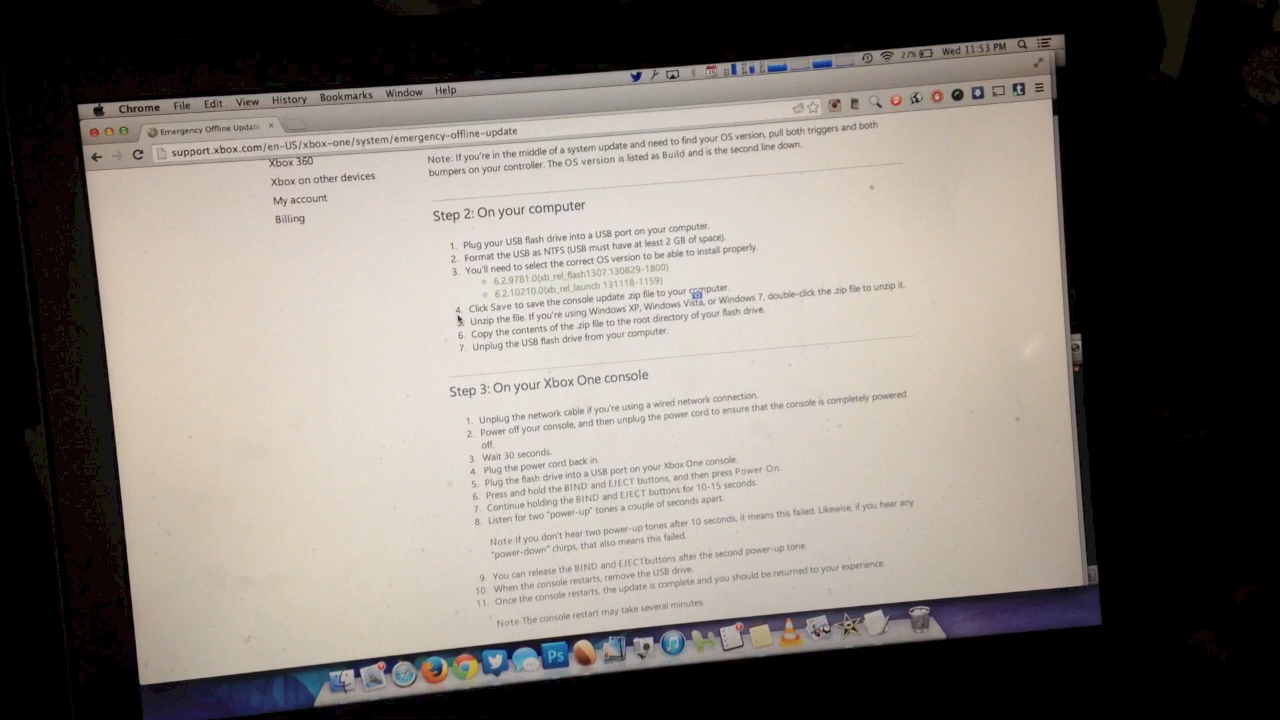 Chrome File Edit View History Bookmarks Window Help 27% Wed 11:53 PM
Emergency Offline Update
support.xbox.com/en-US/xbox-one/system/emergency-offline-update
Xbox 360
Xbox on other devices
My account
Billing
Note: If you're in the middle of a system update and need to find your OS version, pull both triggers and both
bumpers on your controller. The OS version is listed as Build and is the second line down.
Step 2: On your computer
1. Plug your USB flash drive into a USB port on your computer.
2. Format the USB as NTFS (USB must have at least 2 GB of space).
3. You'll need to select the correct OS version to be able to install properly.
6.2.9781.0(xb_rel_flash1307.130829-1800)
6.2.10210.0(xb_rel_launch 131118-1159)
4. Click Save to save the console update .zip file to your computer.
5. Unzip the file. If you're using Windows XP, Windows Vista, or Windows 7, double-click the .zip file to unzip it.
6. Copy the contents of the .zip file to the root directory of your flash drive.
7. Unplug the USB flash drive from your computer.
Step 3: On your Xbox One console
1. Unplug the network cable if you're using a wired network connection.
2. Power off your console, and then unplug the power cord to ensure that the console is completely powered
off.
3. Wait 30 seconds.
4. Plug the power cord back in.
5. Plug the flash drive into a USB port on your Xbox One console.
6. Press and hold the BIND and EJECT buttons, and then press Power On.
7. Continue holding the BIND and EJECT buttons for 10-15 seconds.
8. Listen for two "power-up" tones a couple of seconds apart.
Note If you don't hear two power-up tones after 10 seconds, it means this failed. Likewise, if you hear any
"power-down" chirps, that also means this failed.
9. You can release the BIND and EJECTbuttons after the second power-up tone.
10. When the console restarts, remove the USB drive.
11. Once the console restarts, the update is complete and you should be returned to your experience.
Note The console restart may take several minutes.
Ps